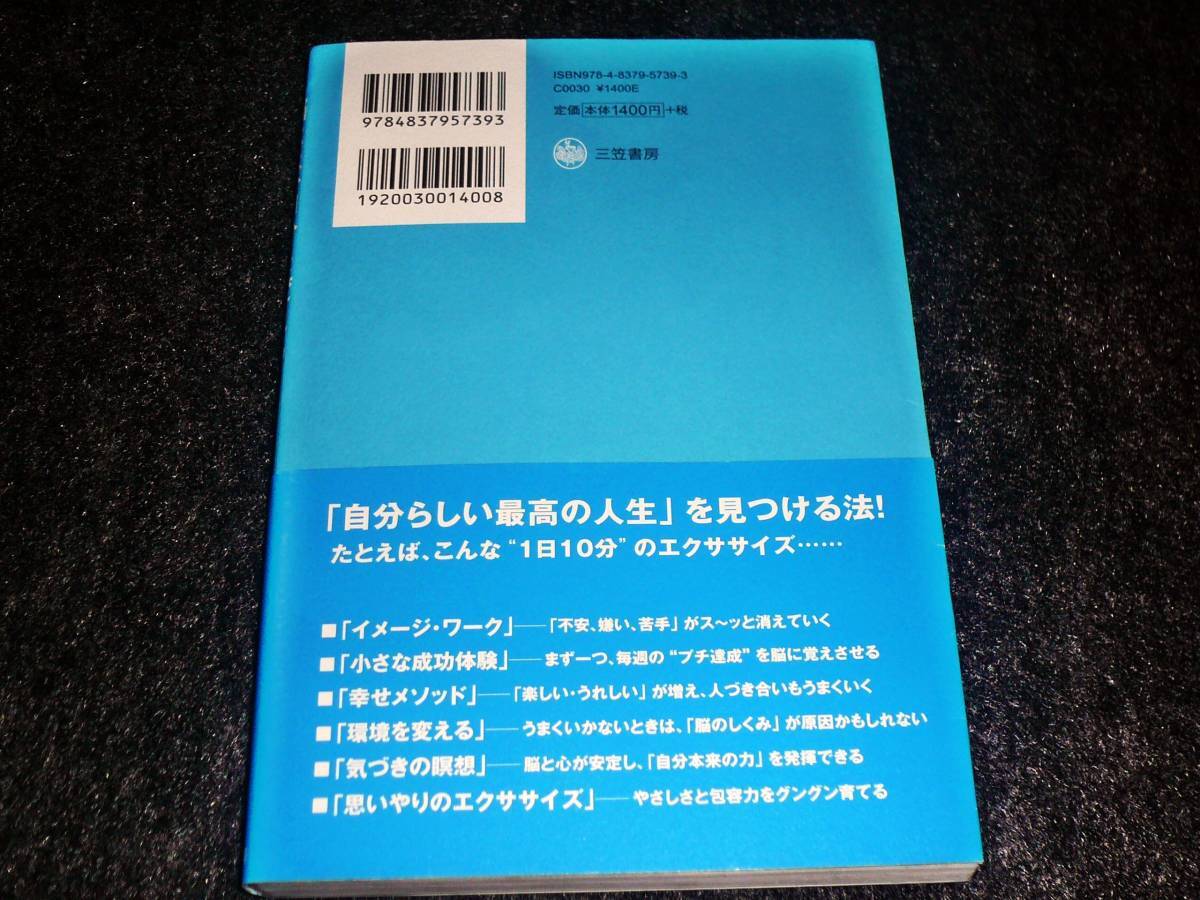 9784837957393
1920030014008
ISBN978-4-8379-5739-3
C0030 ¥1400E
定価 本体1400円 +税
三笠書房
「自分らしい最高の人生」を見つける法!
たとえば、こんな“1日10分”のエクササイズ……
■「イメージ・ワーク」──「不安、嫌い、苦手」がス〜ッと消えていく
■「小さな成功体験」──まず一つ、毎週の“プチ達成”を脳に覚えさせる
■「幸せメソッド」──「楽しい・うれしい」が増え、人づき合いもうまくいく
■「環境を変える」──うまくいかないときは、「脳のしくみ」が原因かもしれない
■「気づきの瞑想」──脳と心が安定し、「自分本来の力」を発揮できる
■「思いやりのエクササイズ」──やさしさと包容力をグングン育てる